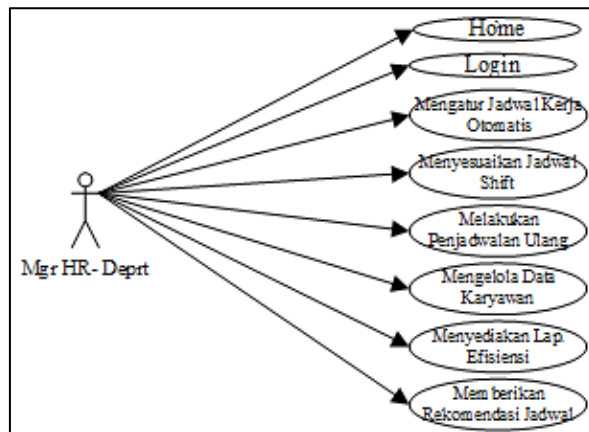 Home
Login
Mengatur Jadwal Kerja
Otomatis
Menyesuaikan Jadwal
Shift
Melakukan
Penjadwalan Ulang
Mengelola Data
Karyawan
Menyediakan Lap.
Efisiensi
Memberikan
Rekomendasi Jadwal
Mgr HR- Deprt